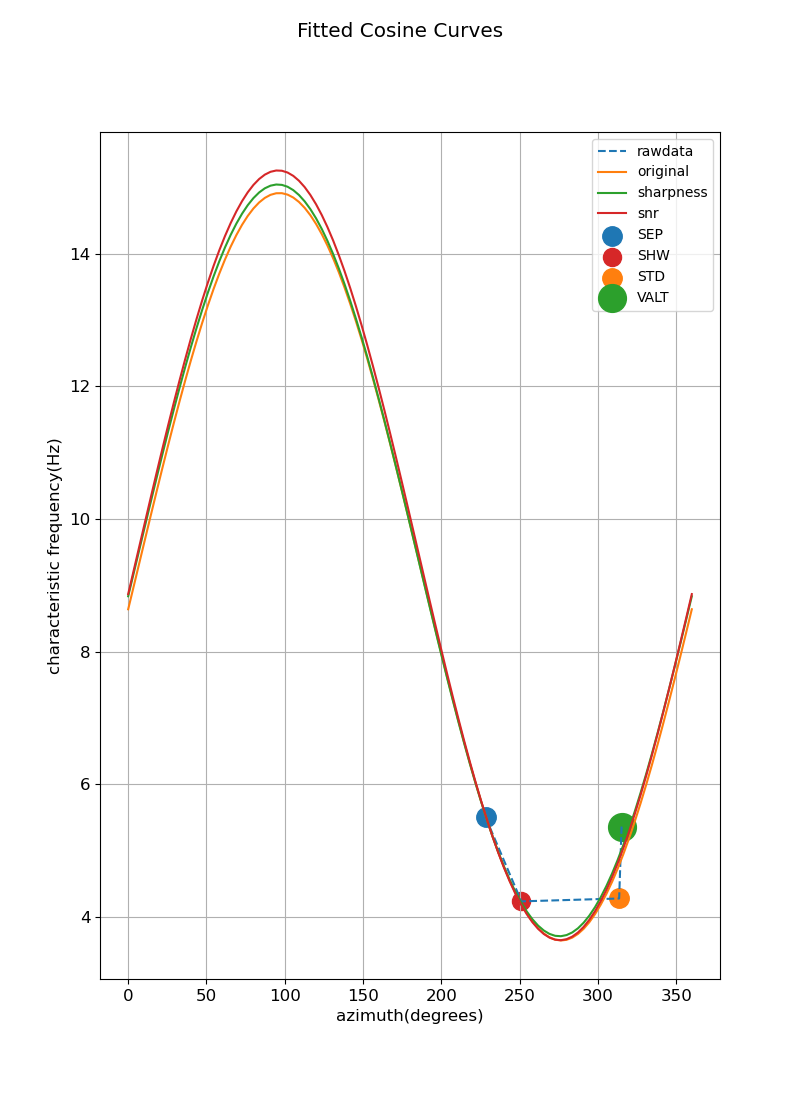 Fitted Cosine Curves
rawdata
original
sharpness
snr
SEP
SHW
STD
VALT
14
12
10
8
6
4
characteristic frequency(Hz)
0 50 100 150 200 250 300 350
azimuth(degrees)